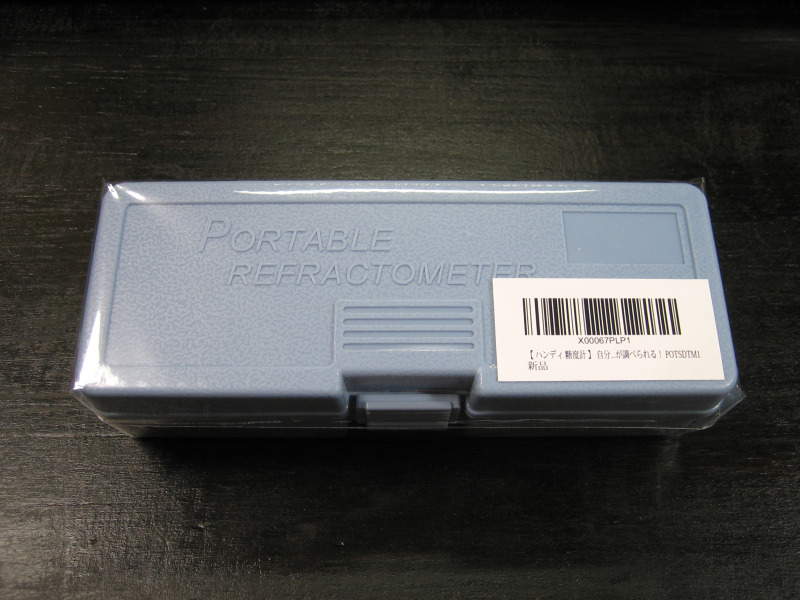 PORTABLE
REFRACTOMETER
X00067PLP1
【 ハンディ 糖度計 】 自分...が調べられる! POTSDTM1
新品